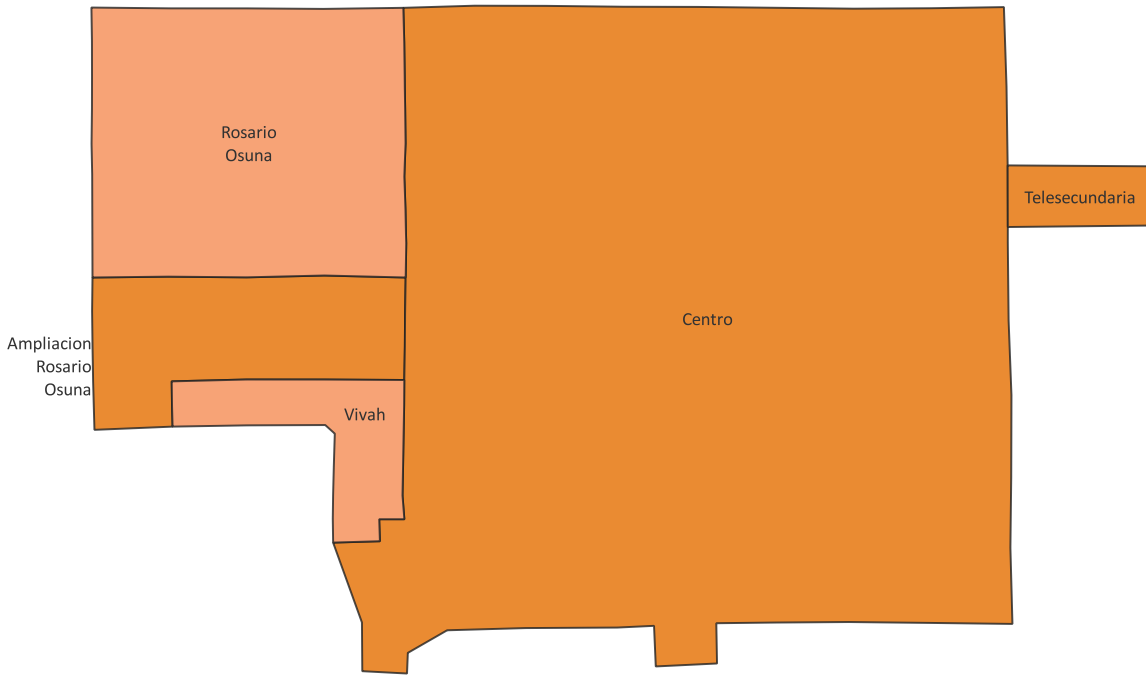 Rosario
Osuna
Telesecundaria
Centro
Ampliacion
Rosario
Osuna
Vivah